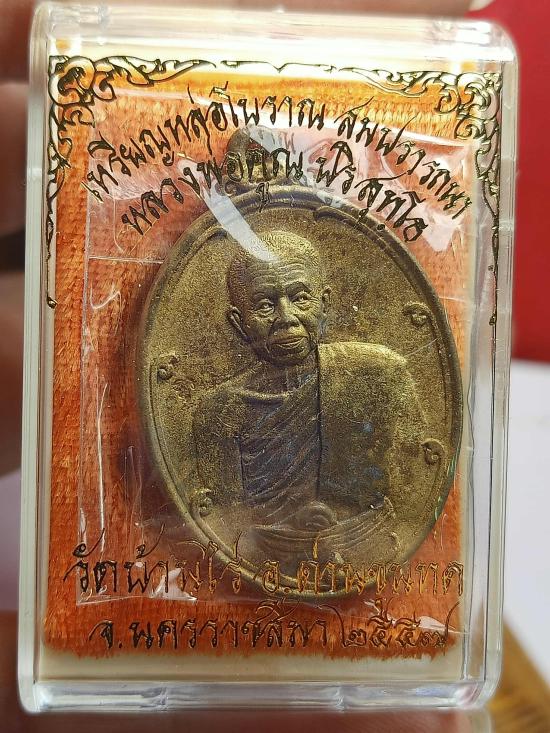 เหรียญหล่อโบราณ สมปรารถนา
หลวงพ่อคูณ ปริสุทฺโธ
วัดบ้านไร่ อ.ด่านขุนทด
จ.นครราชสีมา ๒๕๕๗